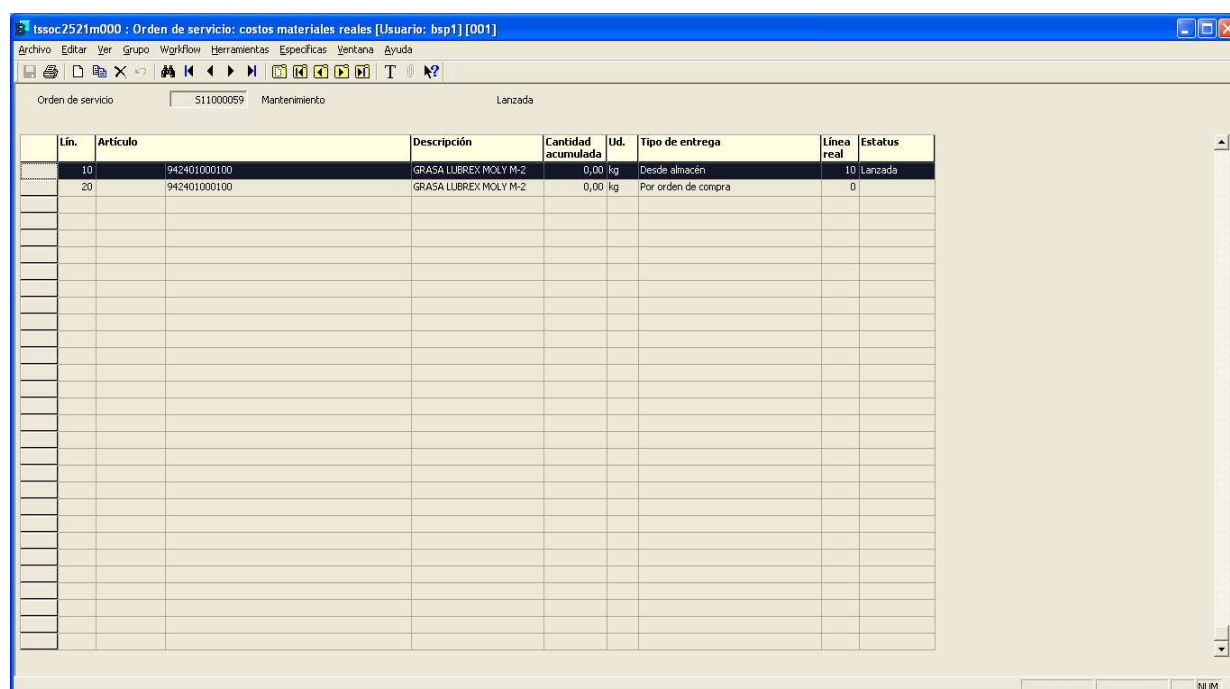 tssoc2521m000 : Orden de servicio: costos materiales reales [Usuario: bsp1] [001]
Archivo Editar Ver Grupo Workflow Herramientas Específicas Ventana Ayuda
Orden de servicio S11000059 Mantenimiento Lanzada
Lín. Artículo Descripción Cantidad acumulada Ud. Tipo de entrega Línea real Estatus
10 942401000100 GRASA LUBREX MOLY M-2 0,00 kg Desde almacén 10 Lanzada
20 942401000100 GRASA LUBREX MOLY M-2 0,00 kg Por orden de compra 0
NUM